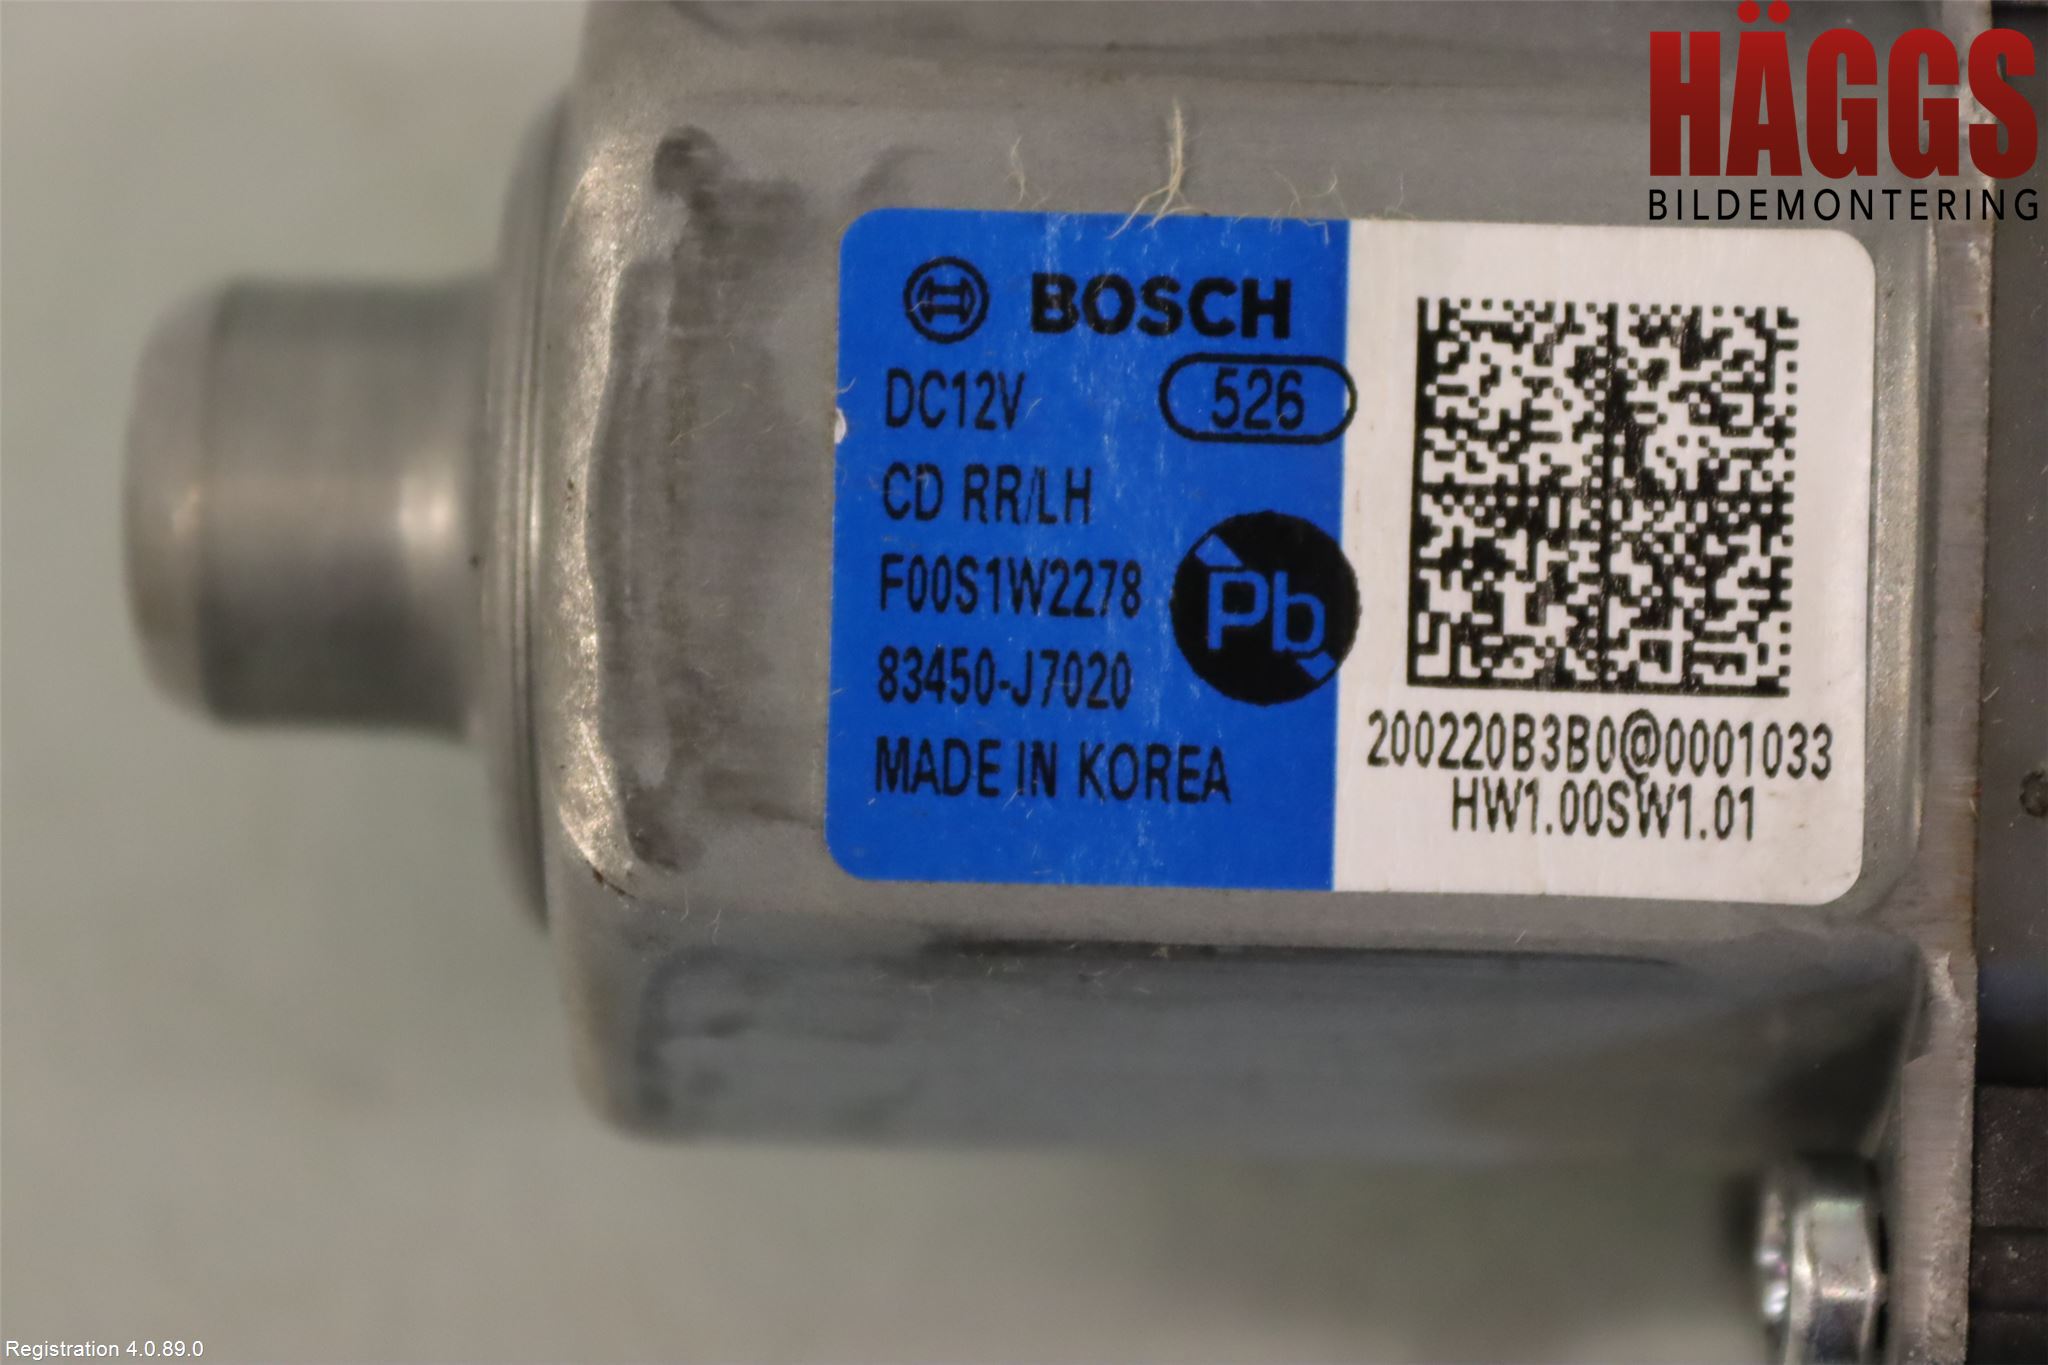 HÄGGS
BILDEMONTERING
BOSCH
DC12V 526
CD RR/LH
F00S1W2278
Pb
83450-J7020
MADE IN KOREA
200220B3B0@0001033
HW1.00SW1.01
Registration 4.0.89.0